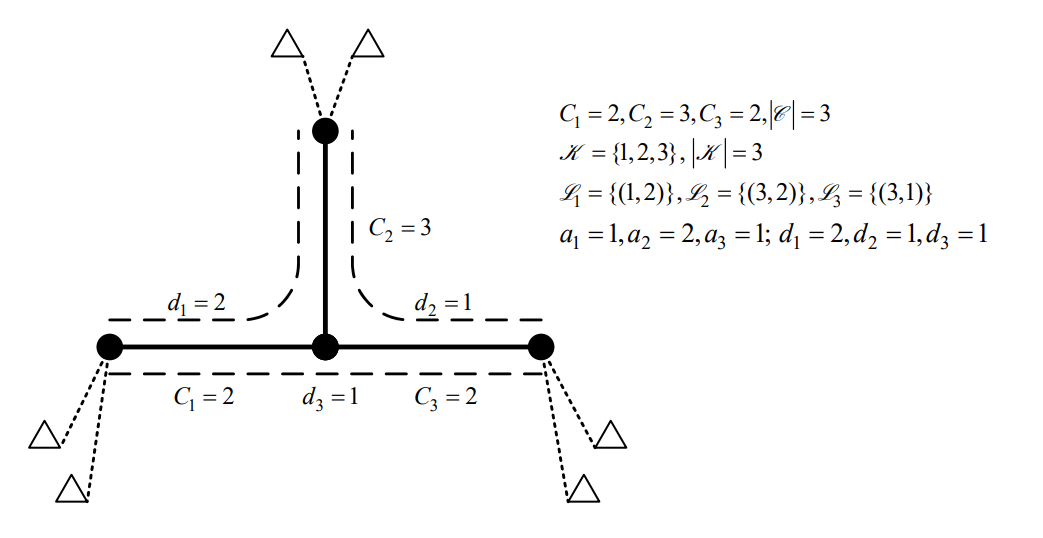 C₁ = 2, C₂ = 3, C₃ = 2, |𝒞| = 3
𝒦 = {1,2,3}, |𝒦| = 3
ℒ₁ = {(1,2)}, ℒ₂ = {(3,2)}, ℒ₃ = {(3,1)}
a₁ = 1, a₂ = 2, a₃ = 1; d₁ = 2, d₂ = 1, d₃ = 1
C₂ = 3
d₁ = 2
d₂ = 1
C₁ = 2
d₃ = 1
C₃ = 2